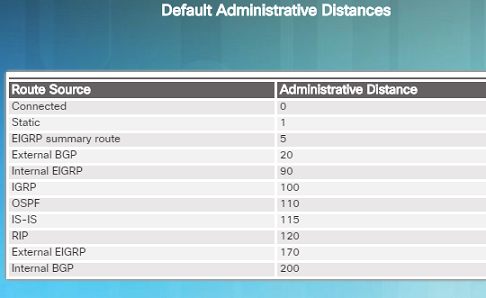 Default Administrative Distances
Route Source Administrative Distance
Connected 0
Static 1
EIGRP summary route 5
External BGP 20
Internal EIGRP 90
IGRP 100
OSPF 110
IS-IS 115
RIP 120
External EIGRP 170
Internal BGP 200